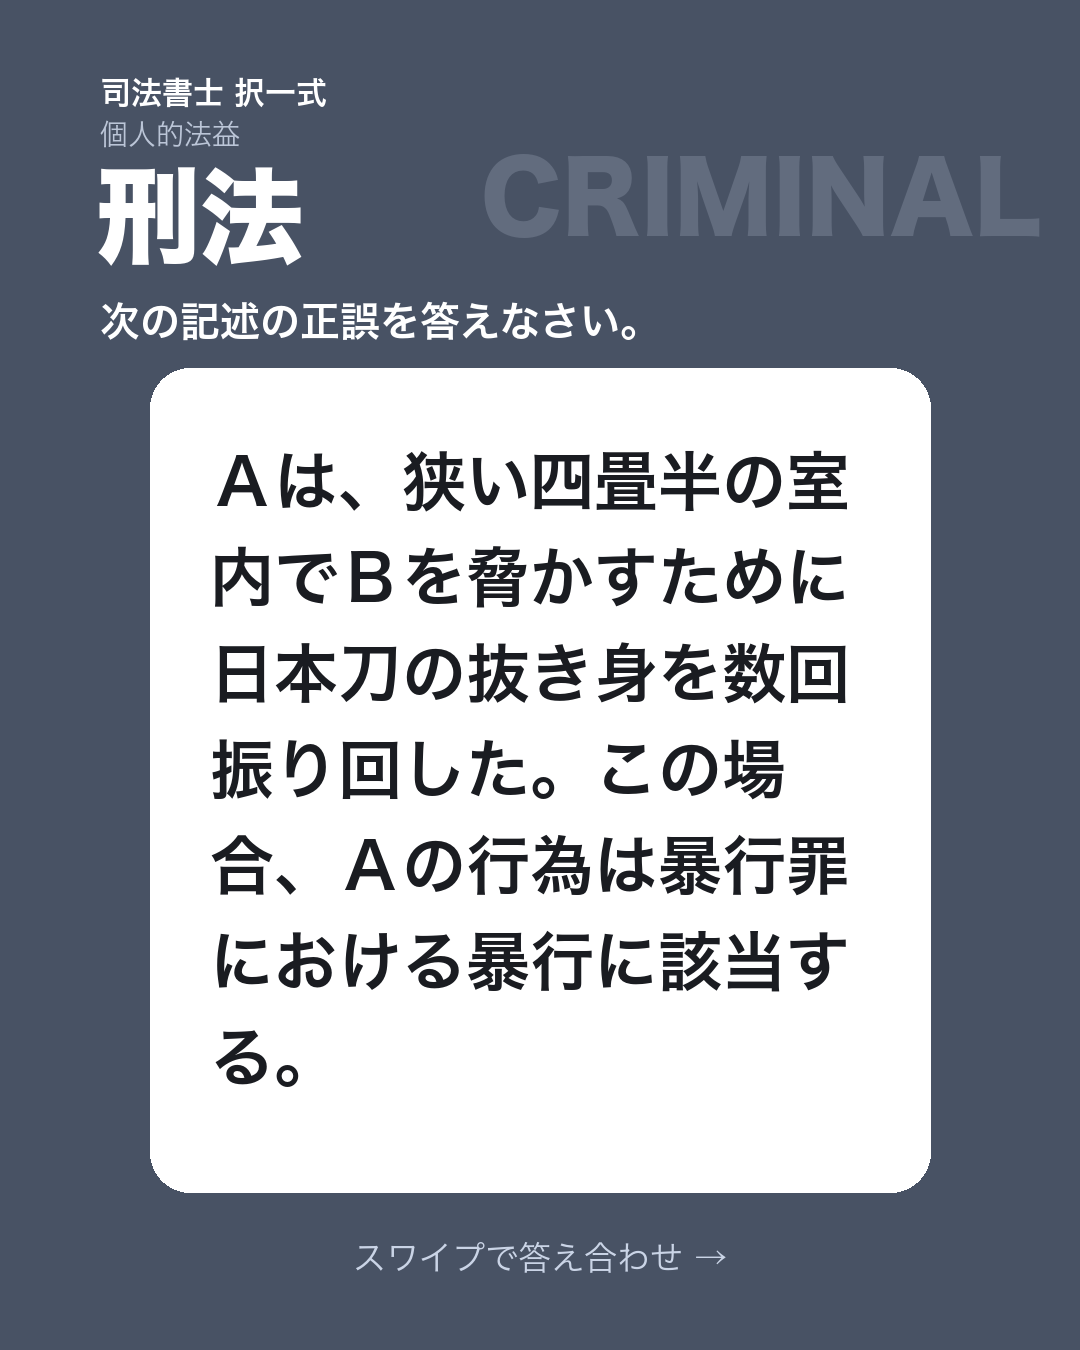 司法書士 択一式
個人的法益
刑法
CRIMINAL
次の記述の正誤を答えなさい。
Ａは、狭い四畳半の室
内でＢを脅かすために
日本刀の抜き身を数回
振り回した。この場
合、Ａの行為は暴行罪
における暴行に該当す
る。
スワイプで答え合わせ →